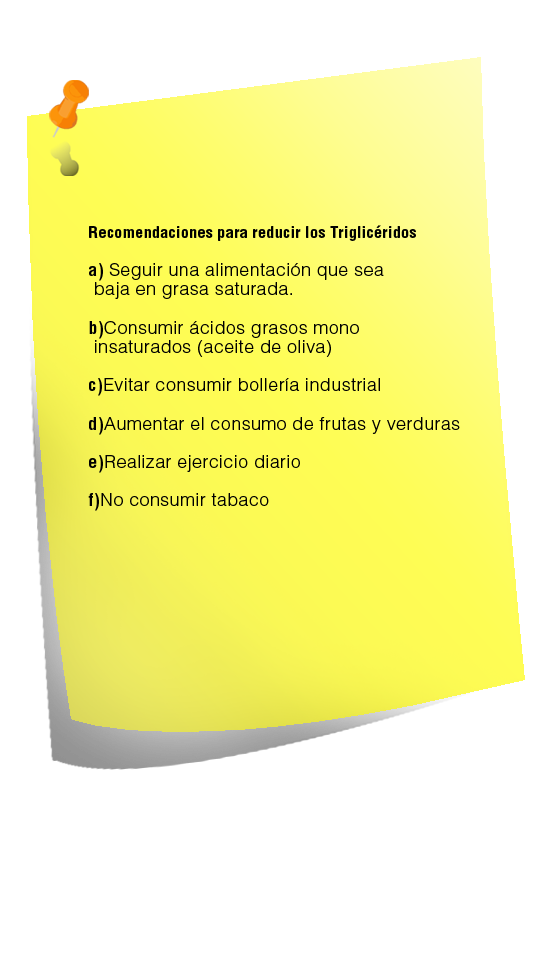 Recomendaciones para reducir los Triglicéridos
a) Seguir una alimentación que sea
baja en grasa saturada.
b)Consumir ácidos grasos mono
insaturados (aceite de oliva)
c)Evitar consumir bollería industrial
d)Aumentar el consumo de frutas y verduras
e)Realizar ejercicio diario
f)No consumir tabaco